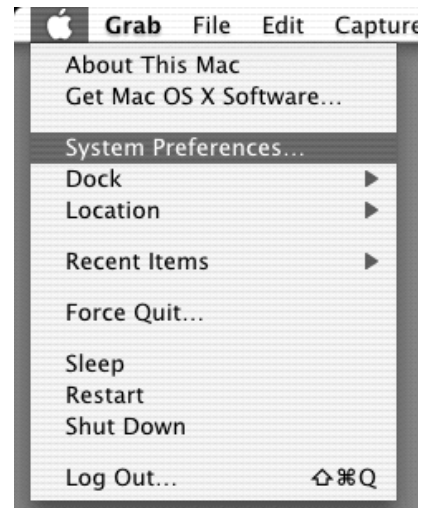 Grab File Edit Capture
About This Mac
Get Mac OS X Software...
System Preferences...
Dock
Location
Recent Items
Force Quit...
Sleep
Restart
Shut Down
Log Out... ⇧⌘Q